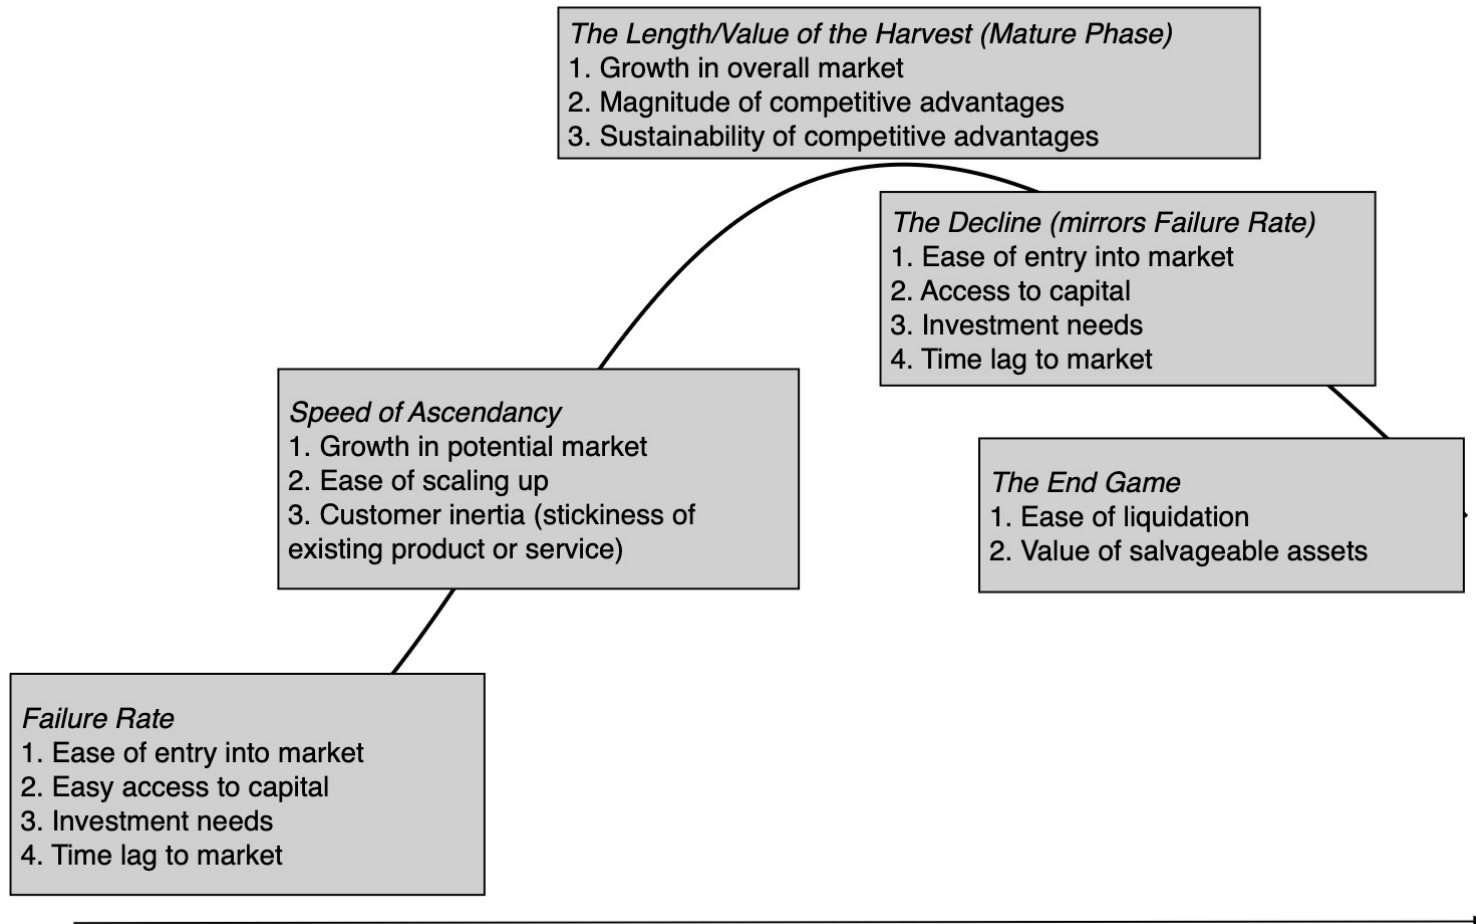 The Length/Value of the Harvest (Mature Phase)
1. Growth in overall market
2. Magnitude of competitive advantages
3. Sustainability of competitive advantages
The Decline (mirrors Failure Rate)
1. Ease of entry into market
2. Access to capital
3. Investment needs
4. Time lag to market
Speed of Ascendancy
1. Growth in potential market
2. Ease of scaling up
3. Customer inertia (stickiness of
existing product or service)
The End Game
1. Ease of liquidation
2. Value of salvageable assets
Failure Rate
1. Ease of entry into market
2. Easy access to capital
3. Investment needs
4. Time lag to market